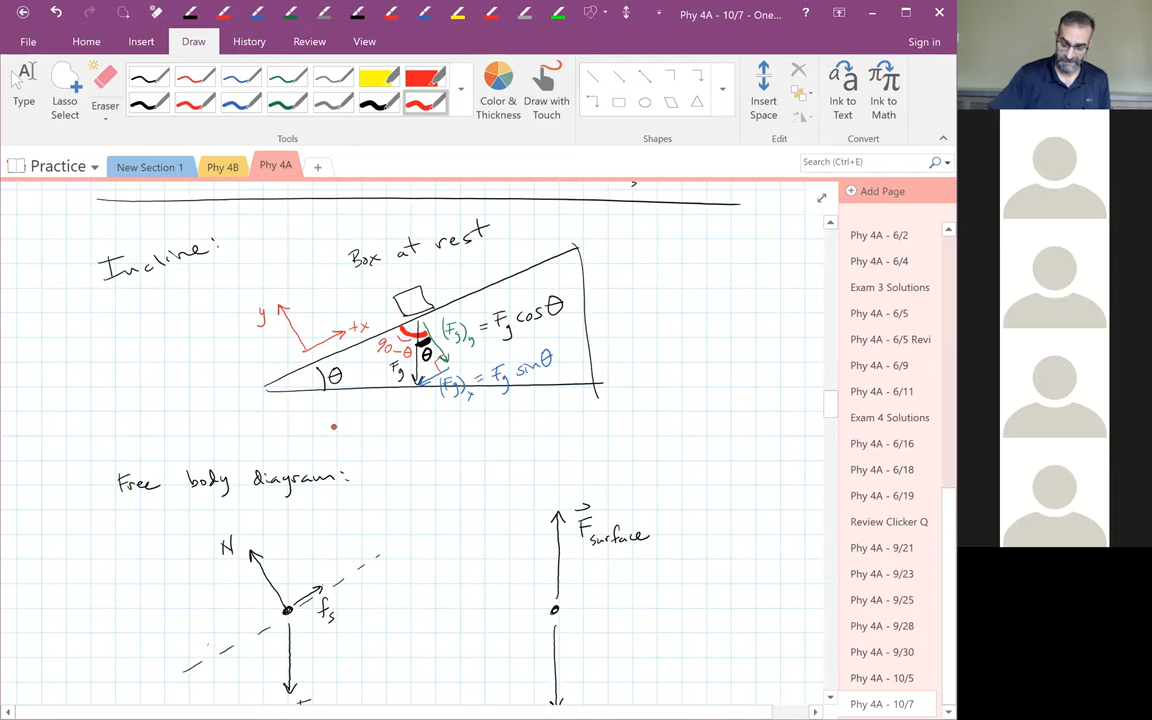 Phy 4A - 10/7 - One...
?
File
Home
Insert
Draw
History
Review
View
Sign in
Type
Lasso Select
Eraser
Color & Thickness
Draw with Touch
Insert Space
Ink to Text
Ink to Math
Tools
Shapes
Edit
Convert
Practice
New Section 1
Phy 4B
Phy 4A
+
Search (Ctrl+E)
Add Page
Phy 4A - 6/2
Phy 4A - 6/4
Exam 3 Solutions
Phy 4A - 6/5
Phy 4A - 6/5 Revi
Phy 4A - 6/9
Phy 4A - 6/11
Exam 4 Solutions
Phy 4A - 6/16
Phy 4A - 6/18
Phy 4A - 6/19
Review Clicker Q
Phy 4A - 9/21
Phy 4A - 9/23
Phy 4A - 9/25
Phy 4A - 9/28
Phy 4A - 9/30
Phy 4A - 10/5
Phy 4A - 10/7
Incline:
Box at rest
y
+x
90-θ
θ
θ
Fg
(Fg)y = Fg cosθ
(Fg)x = Fg sinθ
Free body diagram:
N
fs
F⃗surface